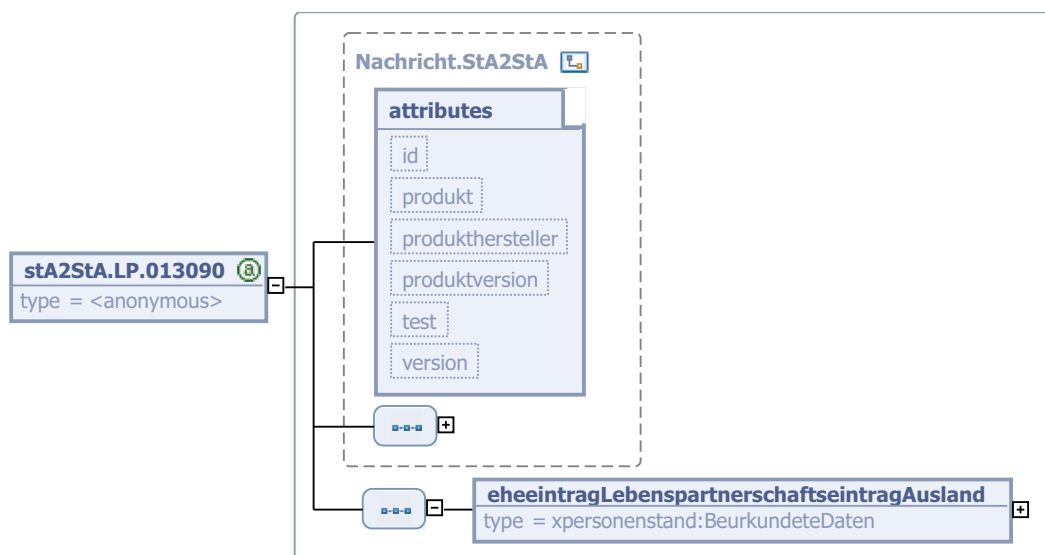 Nachricht.StA2StA
attributes
id
produkt
produkthersteller
produktversion
test
version
stA2StA.LP.013090 @
type = <anonymous>
eheeintragLebenspartnerschaftseintragAusland
type = xpersonenstand:BeurkundeteDaten